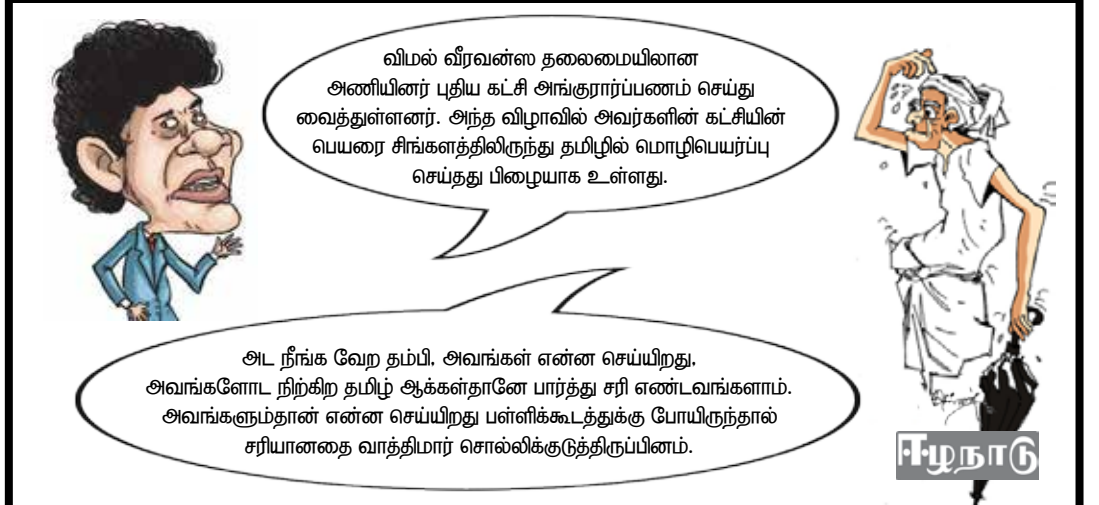 விமல் வீரவன்ஸ தலைமையிலான
அணியினர் புதிய கட்சி அங்குரார்ப்பணம் செய்து
வைத்துள்ளனர். அந்த விழாவில் அவர்களின் கட்சியின்
பெயரை சிங்களத்திலிருந்து தமிழில் மொழிபெயர்ப்பு
செய்தது பிழையாக உள்ளது.
அட நீங்க வேற தம்பி, அவங்கள் என்ன செய்யிறது,
அவங்களோட நிற்கிற தமிழ் ஆக்கள்தானே பார்த்து சரி எண்டவங்களாம்.
அவங்களும்தான் என்ன செய்யிறது பள்ளிக்கூடத்துக்கு போயிருந்தால்
சரியானதை வாத்திமார் சொல்லிக்குடுத்திருப்பினம்.
ஈழநாடு